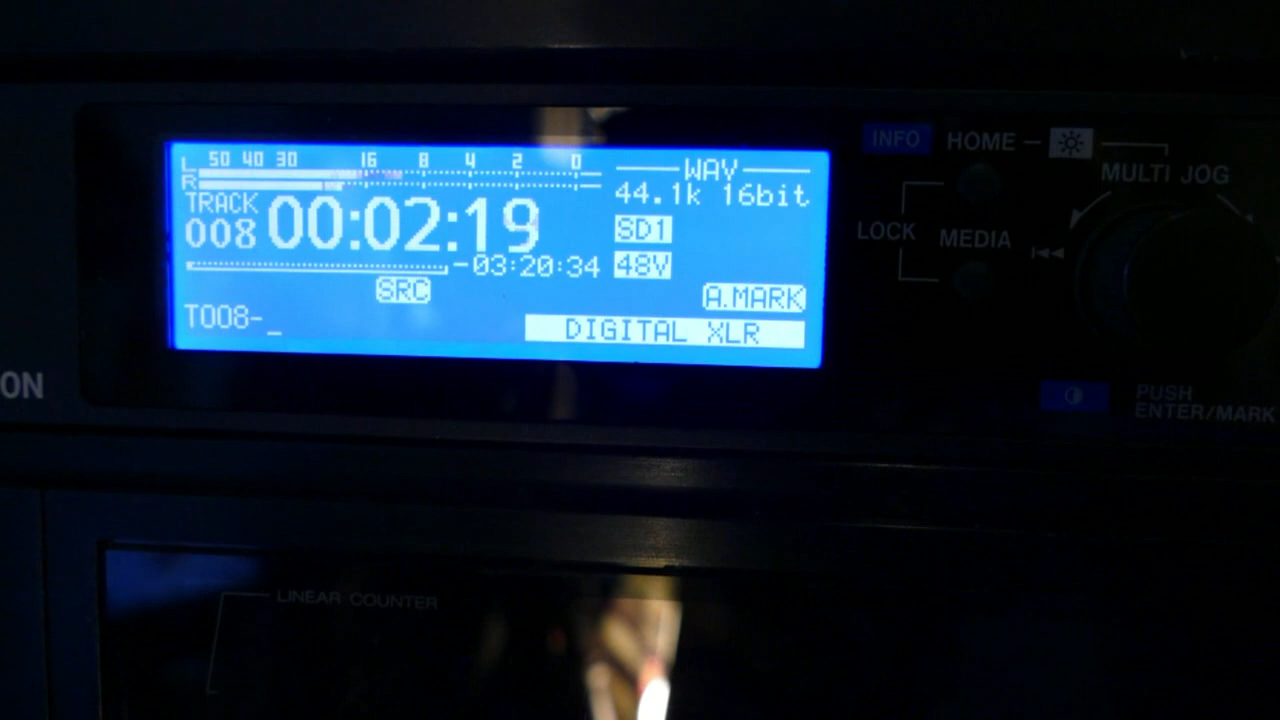 L 50 40 30 16 8 4 2 0
R
WAV
44.1k 16bit
TRACK
008 00:02:19
SD1
-03:20:34
48V
SRC
A.MARK
T008-_
DIGITAL XLR
INFO HOME
MULTI JOG
LOCK MEDIA
ON
PUSH
ENTER/MARK
LINEAR COUNTER